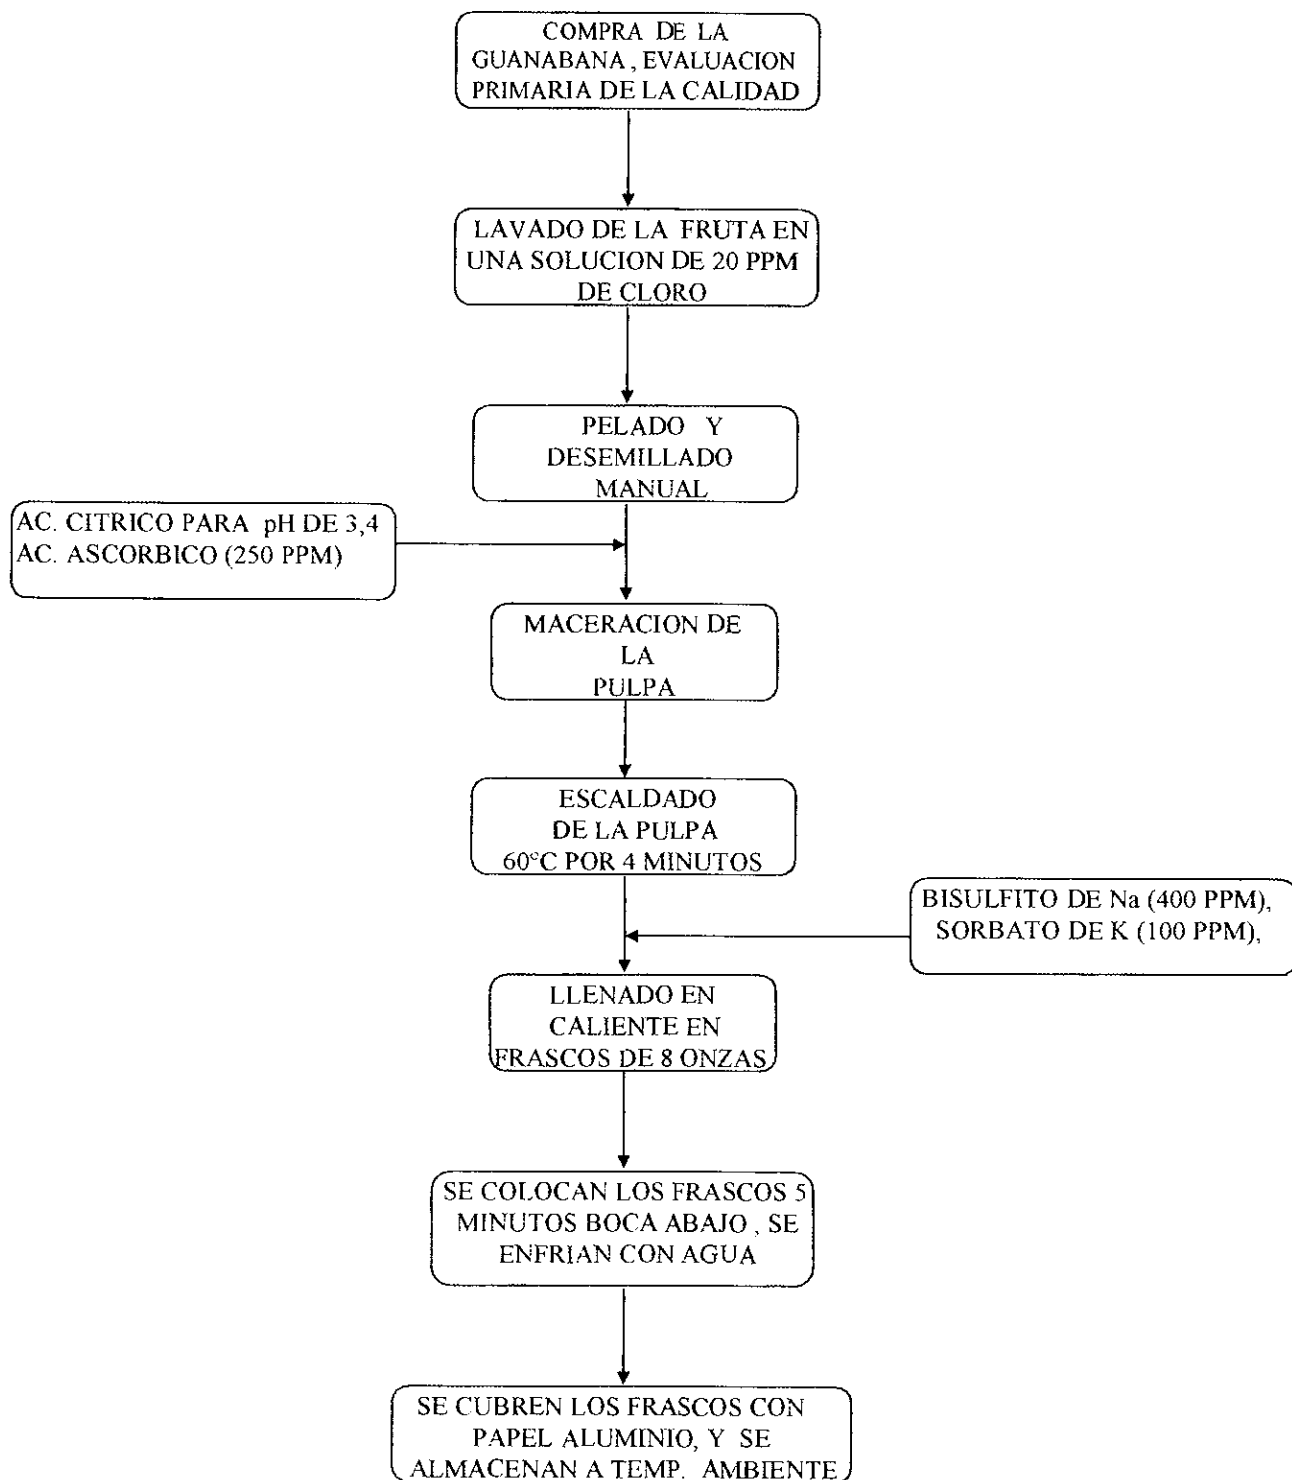 COMPRA DE LA
GUANABANA , EVALUACION
PRIMARIA DE LA CALIDAD
LAVADO DE LA FRUTA EN
UNA SOLUCION DE 20 PPM
DE CLORO
PELADO Y
DESEMILLADO
MANUAL
AC. CITRICO PARA pH DE 3,4
AC. ASCORBICO (250 PPM)
MACERACION DE
LA
PULPA
ESCALDADO
DE LA PULPA
60°C POR 4 MINUTOS
BISULFITO DE Na (400 PPM),
SORBATO DE K (100 PPM),
LLENADO EN
CALIENTE EN
FRASCOS DE 8 ONZAS
SE COLOCAN LOS FRASCOS 5
MINUTOS BOCA ABAJO , SE
ENFRIAN CON AGUA
SE CUBREN LOS FRASCOS CON
PAPEL ALUMINIO, Y SE
ALMACENAN A TEMP. AMBIENTE